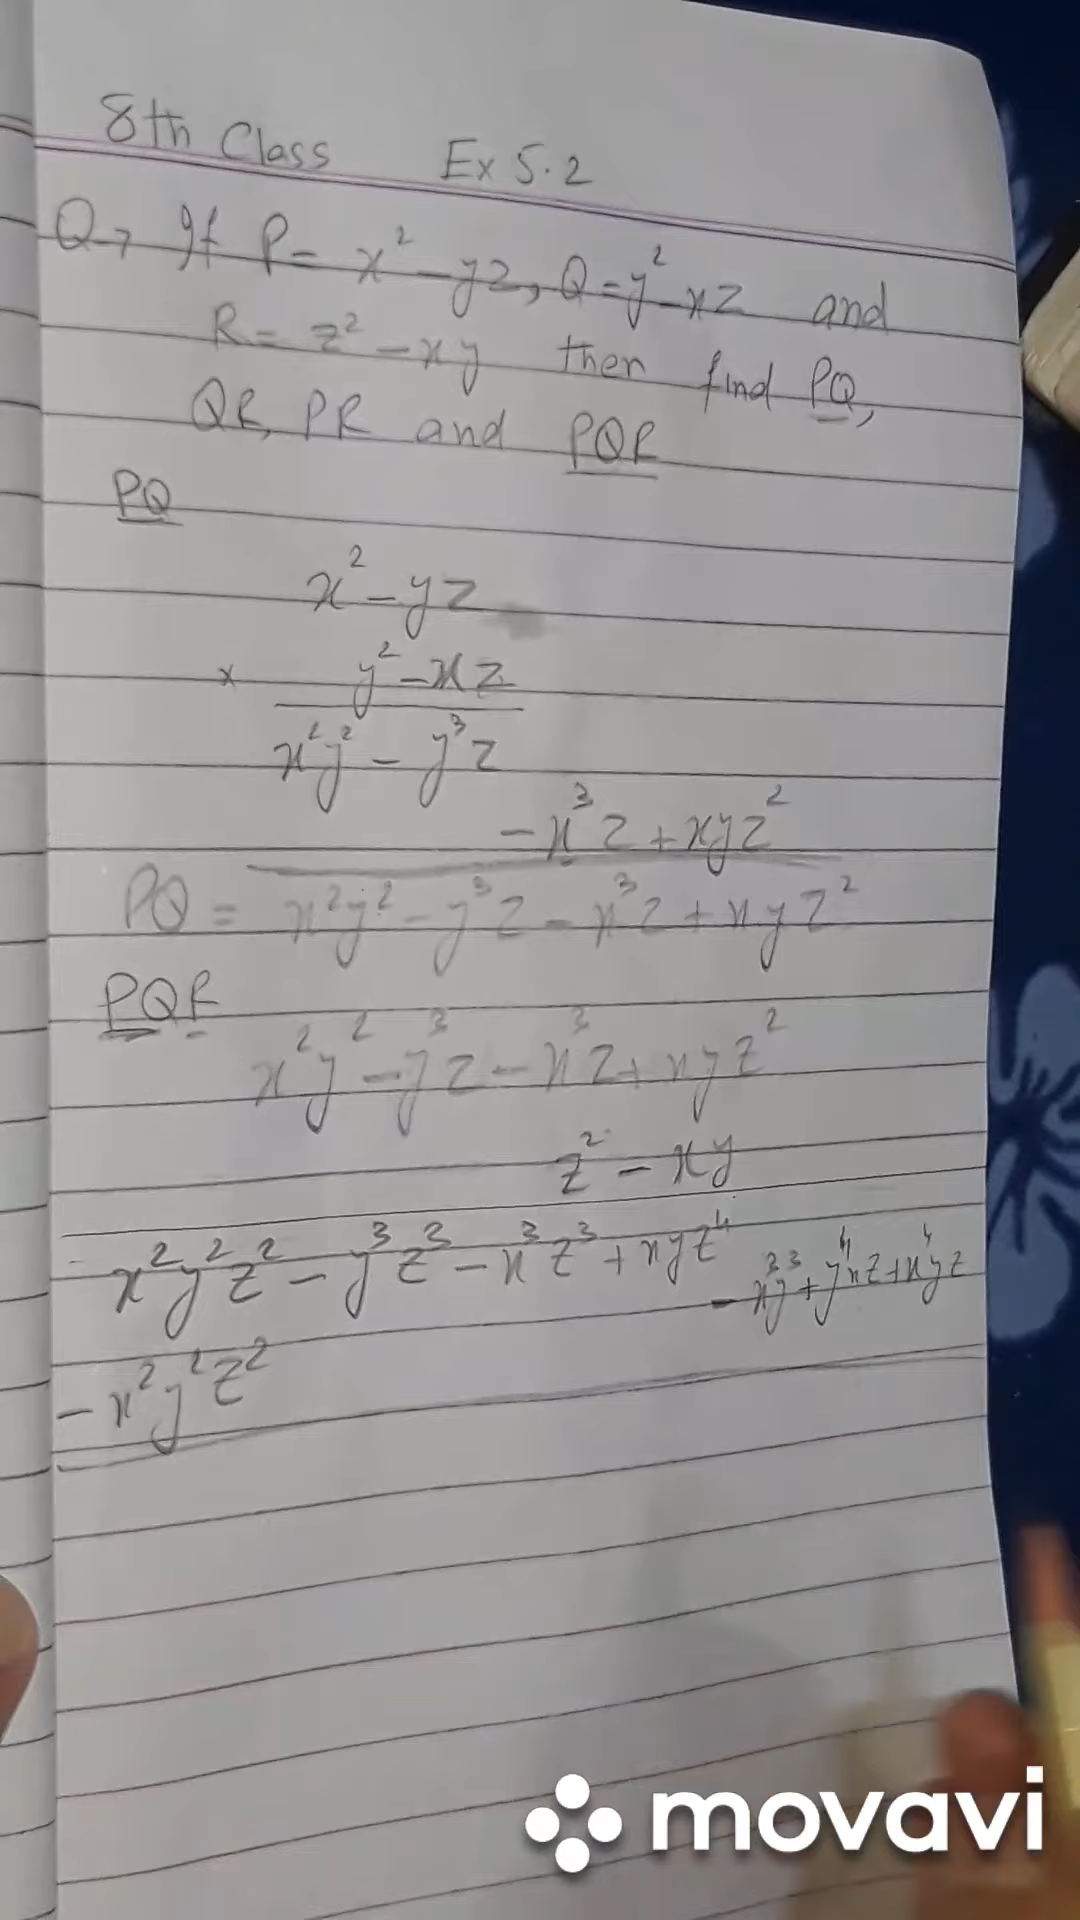 8th Class Ex 5.2
Q→ If P = x² - yz, Q = y² - xz and
R = z² - xy then find PQ,
QR, PR and PQR
PQ
x² - yz
× y² - xz
x²y² - y³z
- x³z + xyz²
PQ = x²y² - y³z - x³z + xyz²
PQR
x²y² - y³z - x³z + xyz²
z² - xy
x²y²z² - y³z³ - x³z³ + xyz⁴ - x³y³ + y⁴xz + x⁴yz
- x²y²z²
movavi